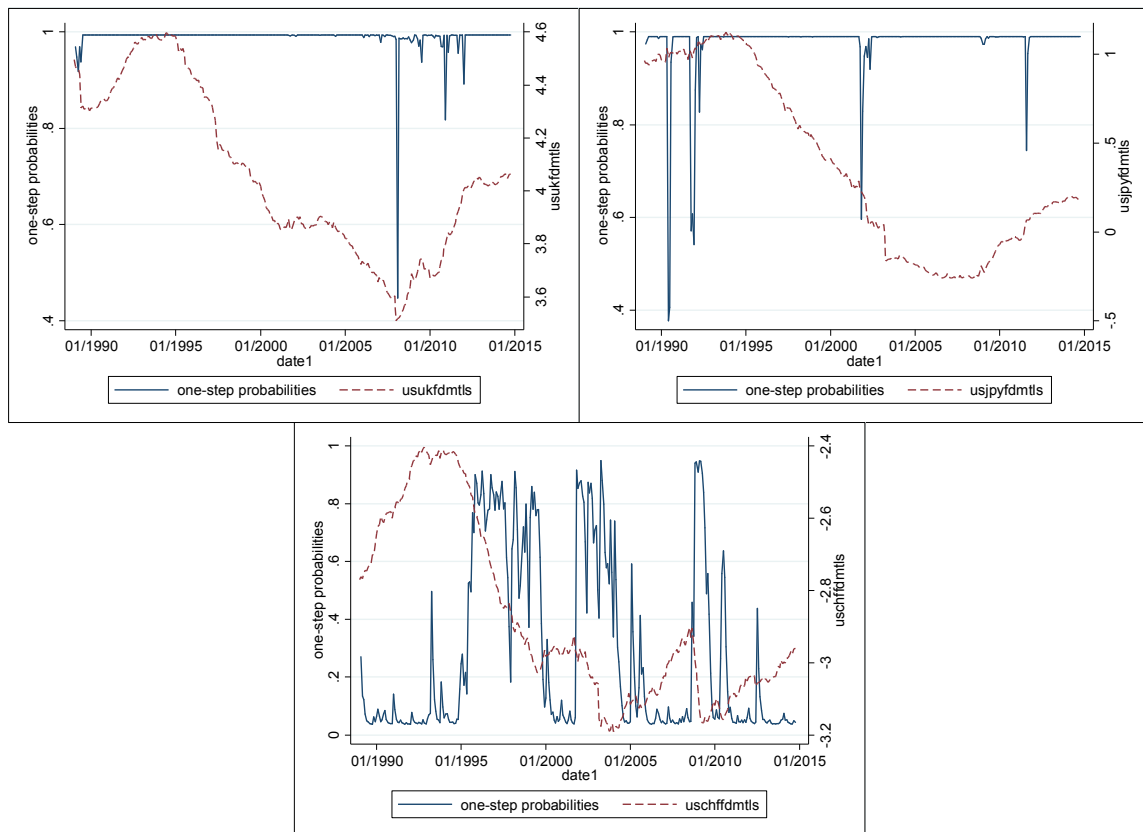 one-step probabilities
1
.8
.6
.4
4.6
4.4
4.2
4
3.8
3.6
usukfdmtls
01/1990 01/1995 01/2000 01/2005 01/2010 01/2015
date1
one-step probabilities usukfdmtls
one-step probabilities
1
.8
.6
.4
1
.5
0
-.5
usjpyfdmtls
01/1990 01/1995 01/2000 01/2005 01/2010 01/2015
date1
one-step probabilities usjpyfdmtls
one-step probabilities
1
.8
.6
.4
.2
0
-2.4
-2.6
-2.8
-3
-3.2
uschffdmtls
01/1990 01/1995 01/2000 01/2005 01/2010 01/2015
date1
one-step probabilities uschffdmtls